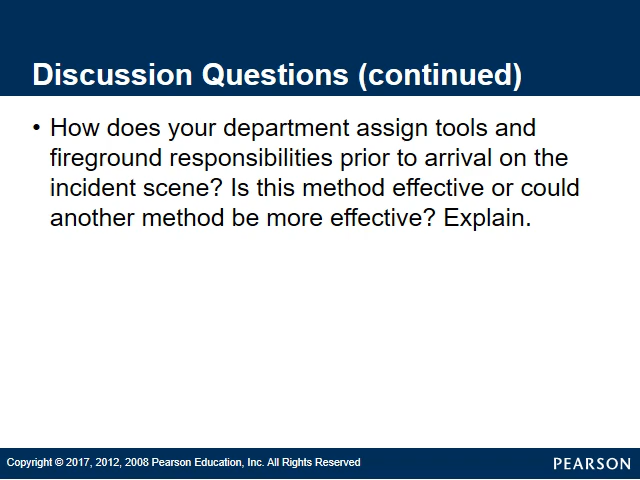 Discussion Questions (continued)
• How does your department assign tools and
fireground responsibilities prior to arrival on the
incident scene? Is this method effective or could
another method be more effective? Explain.
Copyright © 2017, 2012, 2008 Pearson Education, Inc. All Rights Reserved
PEARSON